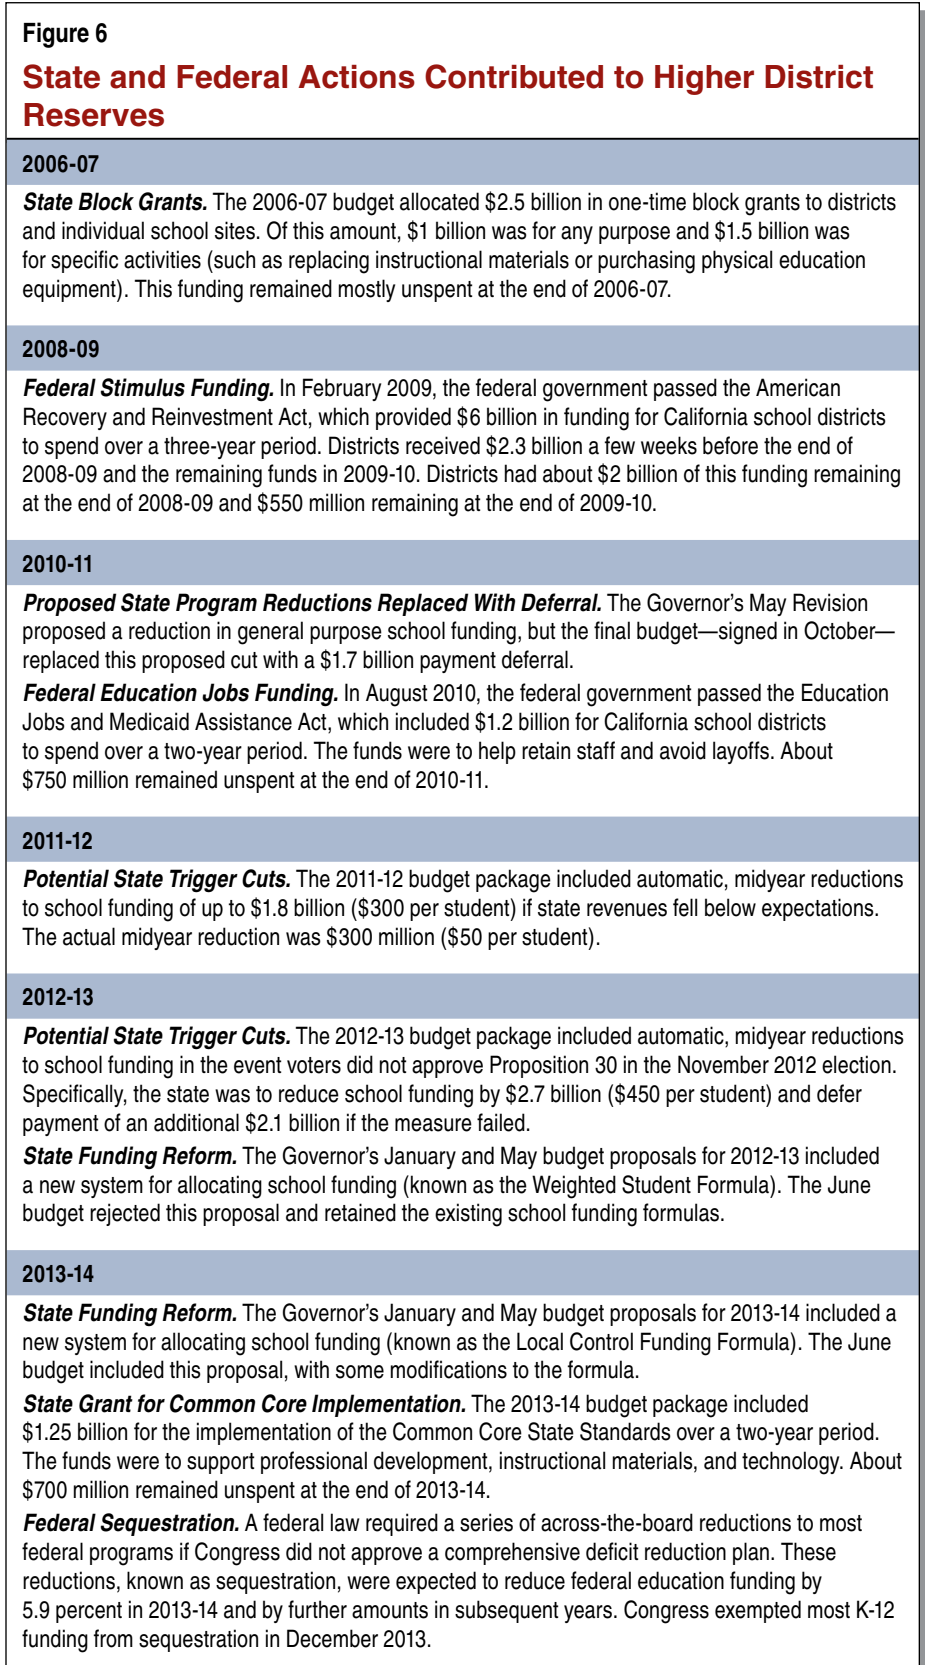 Figure 6
State and Federal Actions Contributed to Higher District
Reserves
2006-07
State Block Grants. The 2006-07 budget allocated $2.5 billion in one-time block grants to districts
and individual school sites. Of this amount, $1 billion was for any purpose and $1.5 billion was
for specific activities (such as replacing instructional materials or purchasing physical education
equipment). This funding remained mostly unspent at the end of 2006-07.
2008-09
Federal Stimulus Funding. In February 2009, the federal government passed the American
Recovery and Reinvestment Act, which provided $6 billion in funding for California school districts
to spend over a three-year period. Districts received $2.3 billion a few weeks before the end of
2008-09 and the remaining funds in 2009-10. Districts had about $2 billion of this funding remaining
at the end of 2008-09 and $550 million remaining at the end of 2009-10.
2010-11
Proposed State Program Reductions Replaced With Deferral. The Governor's May Revision
proposed a reduction in general purpose school funding, but the final budget—signed in October—
replaced this proposed cut with a $1.7 billion payment deferral.
Federal Education Jobs Funding. In August 2010, the federal government passed the Education
Jobs and Medicaid Assistance Act, which included $1.2 billion for California school districts
to spend over a two-year period. The funds were to help retain staff and avoid layoffs. About
$750 million remained unspent at the end of 2010-11.
2011-12
Potential State Trigger Cuts. The 2011-12 budget package included automatic, midyear reductions
to school funding of up to $1.8 billion ($300 per student) if state revenues fell below expectations.
The actual midyear reduction was $300 million ($50 per student).
2012-13
Potential State Trigger Cuts. The 2012-13 budget package included automatic, midyear reductions
to school funding in the event voters did not approve Proposition 30 in the November 2012 election.
Specifically, the state was to reduce school funding by $2.7 billion ($450 per student) and defer
payment of an additional $2.1 billion if the measure failed.
State Funding Reform. The Governor's January and May budget proposals for 2012-13 included
a new system for allocating school funding (known as the Weighted Student Formula). The June
budget rejected this proposal and retained the existing school funding formulas.
2013-14
State Funding Reform. The Governor's January and May budget proposals for 2013-14 included a
new system for allocating school funding (known as the Local Control Funding Formula). The June
budget included this proposal, with some modifications to the formula.
State Grant for Common Core Implementation. The 2013-14 budget package included
$1.25 billion for the implementation of the Common Core State Standards over a two-year period.
The funds were to support professional development, instructional materials, and technology. About
$700 million remained unspent at the end of 2013-14.
Federal Sequestration. A federal law required a series of across-the-board reductions to most
federal programs if Congress did not approve a comprehensive deficit reduction plan. These
reductions, known as sequestration, were expected to reduce federal education funding by
5.9 percent in 2013-14 and by further amounts in subsequent years. Congress exempted most K-12
funding from sequestration in December 2013.